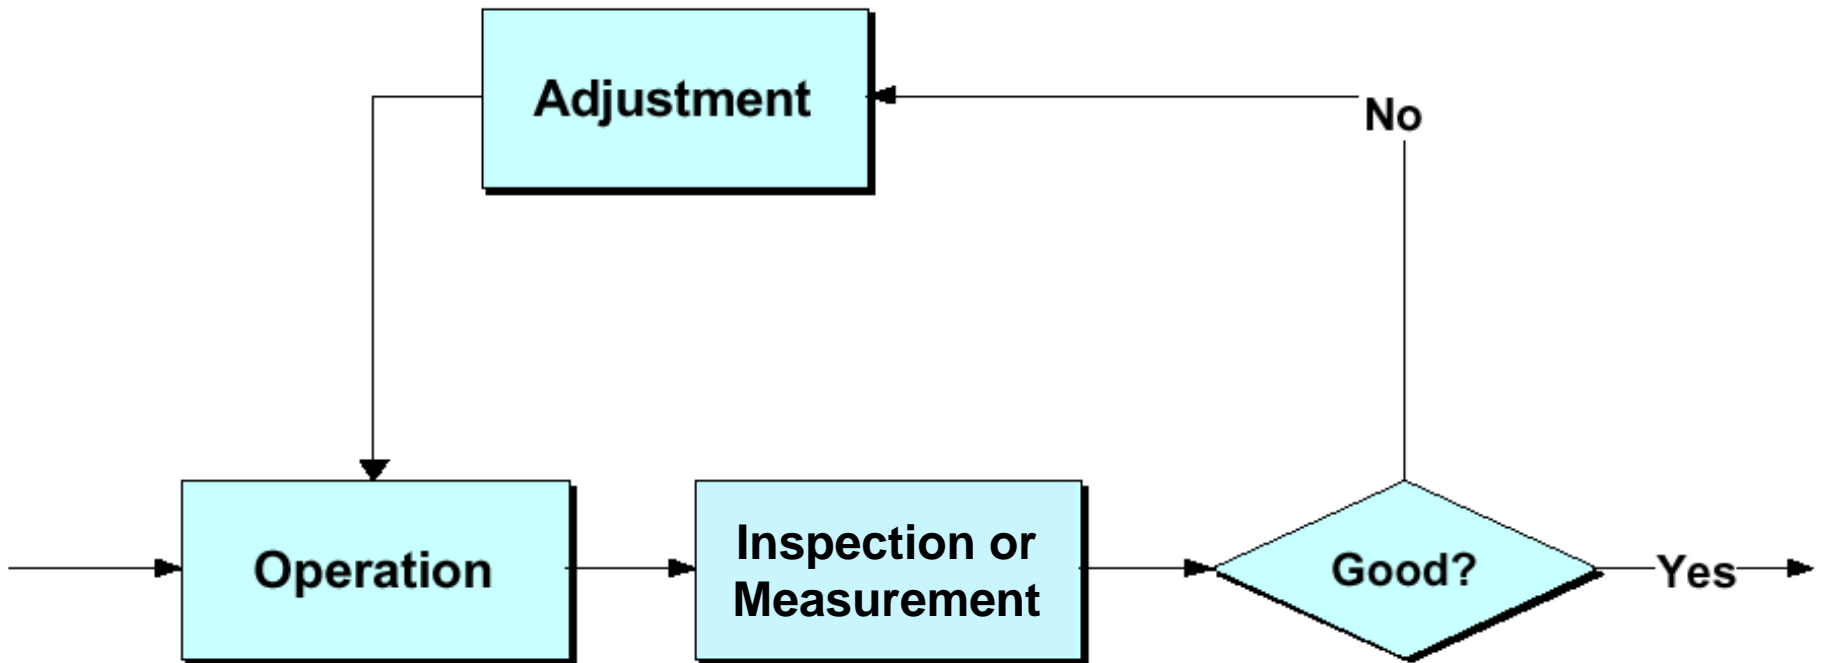 Adjustment
No
Operation
Inspection or
Measurement
Good?
Yes